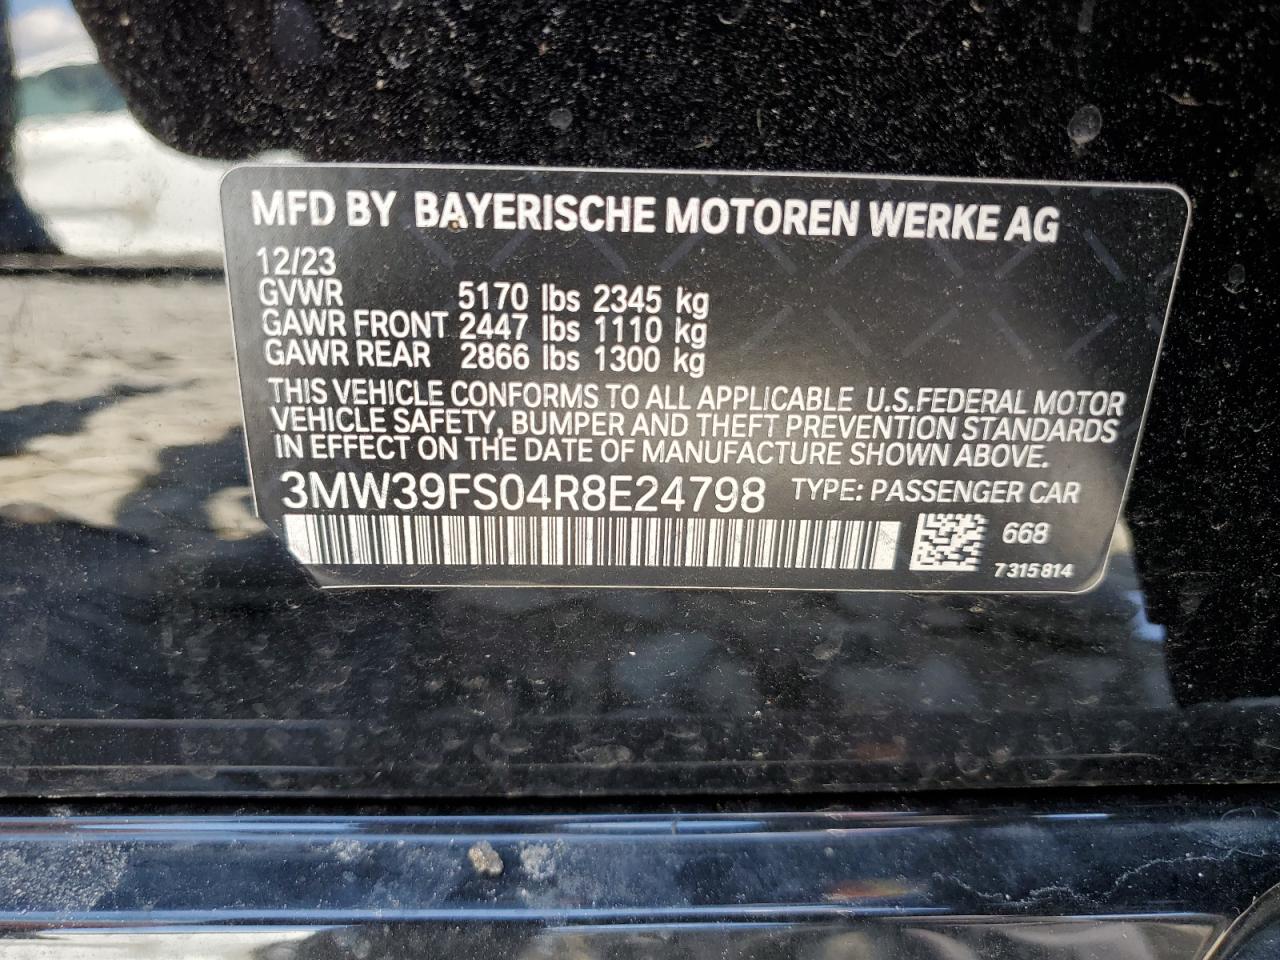 MFD BY BAYERISCHE MOTOREN WERKE AG
12/23
GVWR 5170 lbs 2345 kg
GAWR FRONT 2447 lbs 1110 kg
GAWR REAR 2866 lbs 1300 kg
THIS VEHICLE CONFORMS TO ALL APPLICABLE U.S.FEDERAL MOTOR
VEHICLE SAFETY, BUMPER AND THEFT PREVENTION STANDARDS
IN EFFECT ON THE DATE OF MANUFACTURE SHOWN ABOVE.
3MW39FS04R8E24798 TYPE: PASSENGER CAR
668
7315814